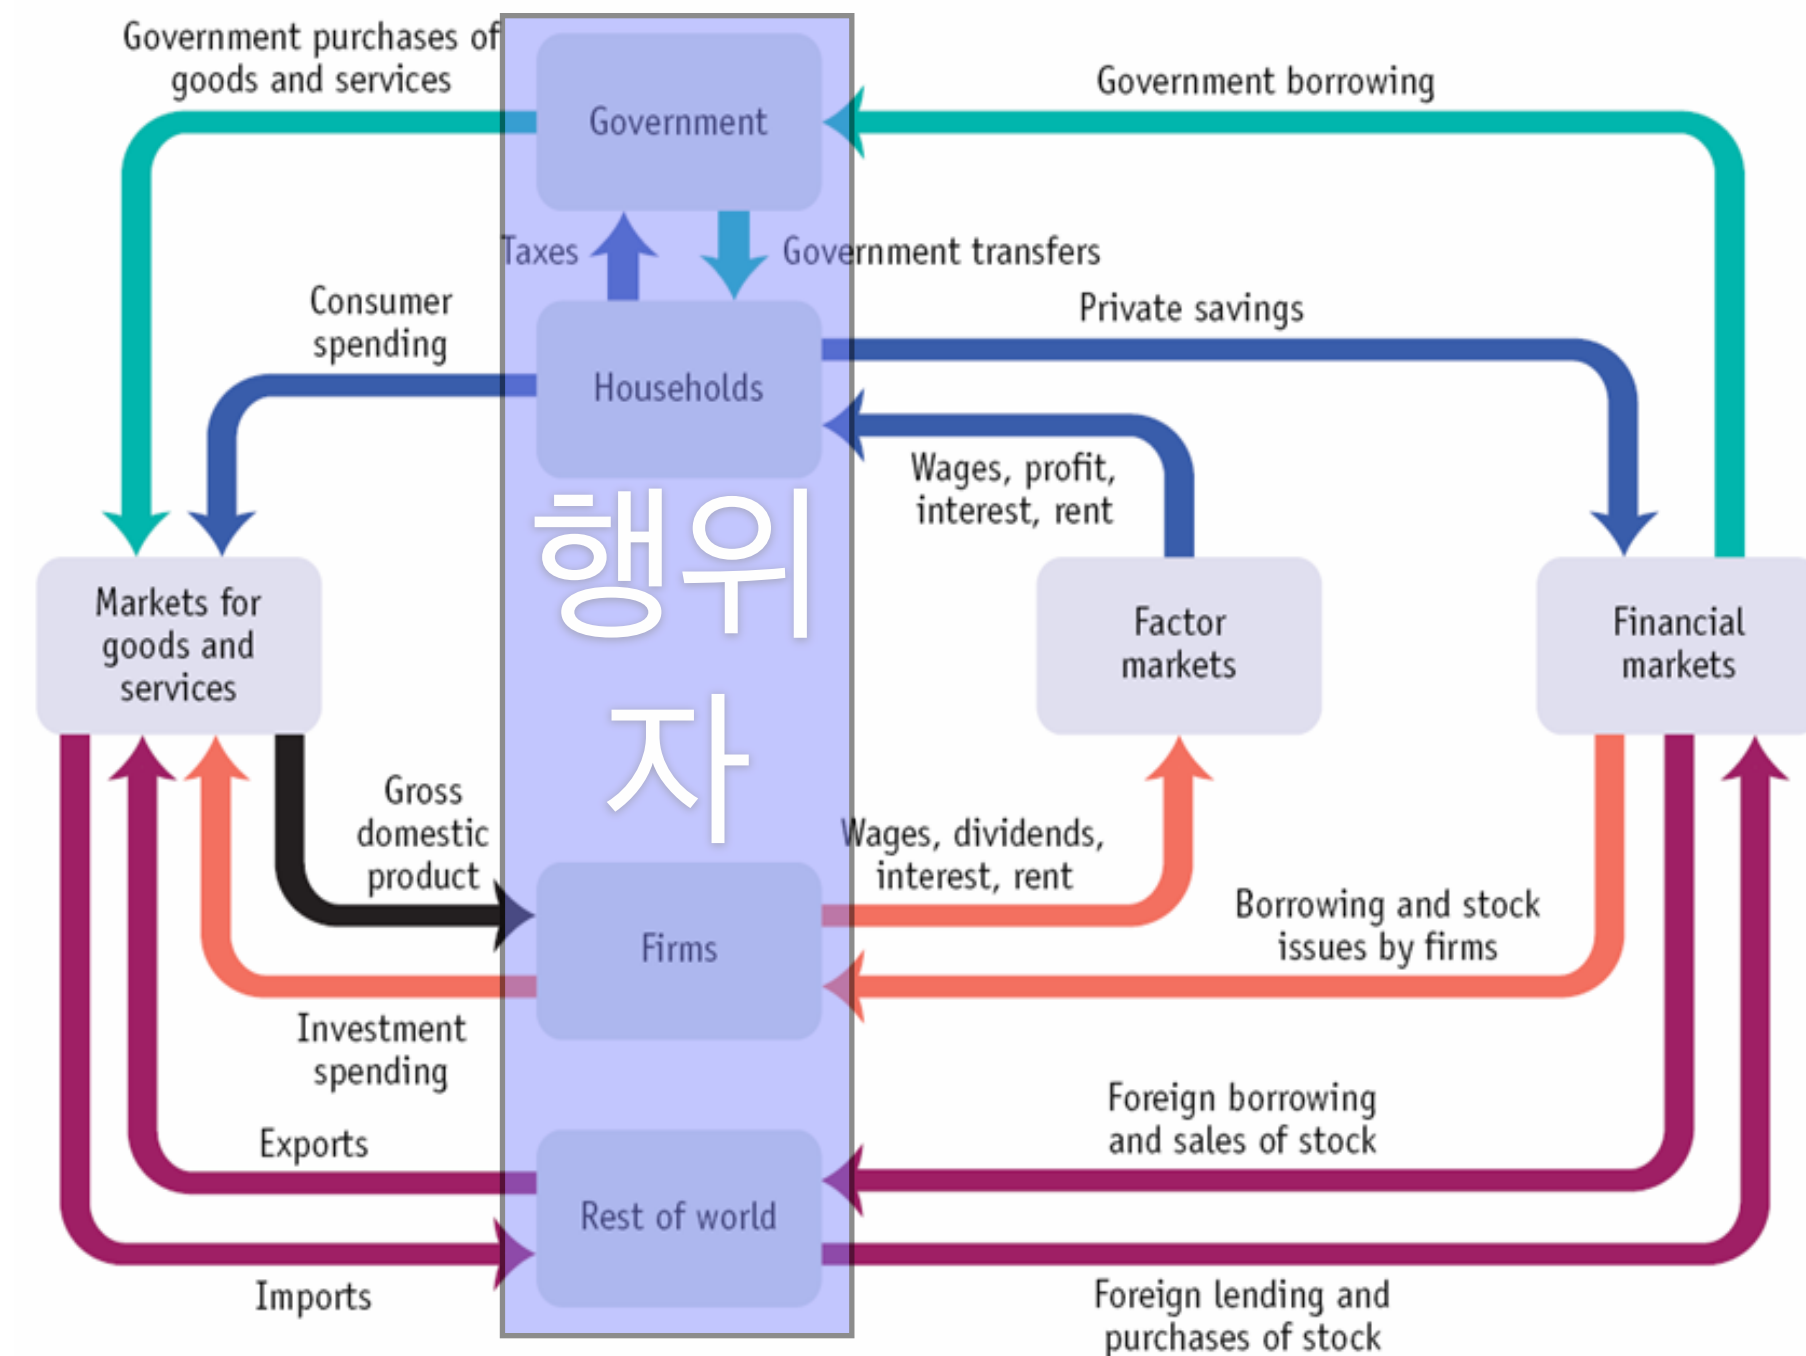 Government purchases of
goods and services
Government
Government borrowing
Taxes
Government transfers
Consumer
spending
Households
Private savings
Wages, profit,
interest, rent
행위
자
Markets for
goods and
services
Factor
markets
Financial
markets
Gross
domestic
product
Wages, dividends,
interest, rent
Firms
Borrowing and stock
issues by firms
Investment
spending
Exports
Foreign borrowing
and sales of stock
Rest of world
Imports
Foreign lending and
purchases of stock